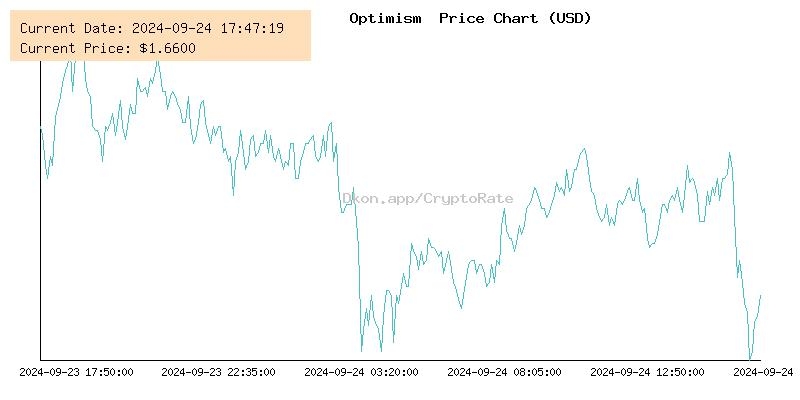 Optimism  Price Chart (USD)
Current Date: 2024-09-24 17:47:19
Current Price: $1.6600
Dkon.app/CryptoRate
2024-09-23 17:50:00 2024-09-23 22:35:00 2024-09-24 03:20:00 2024-09-24 08:05:00 2024-09-24 12:50:00 2024-09-24